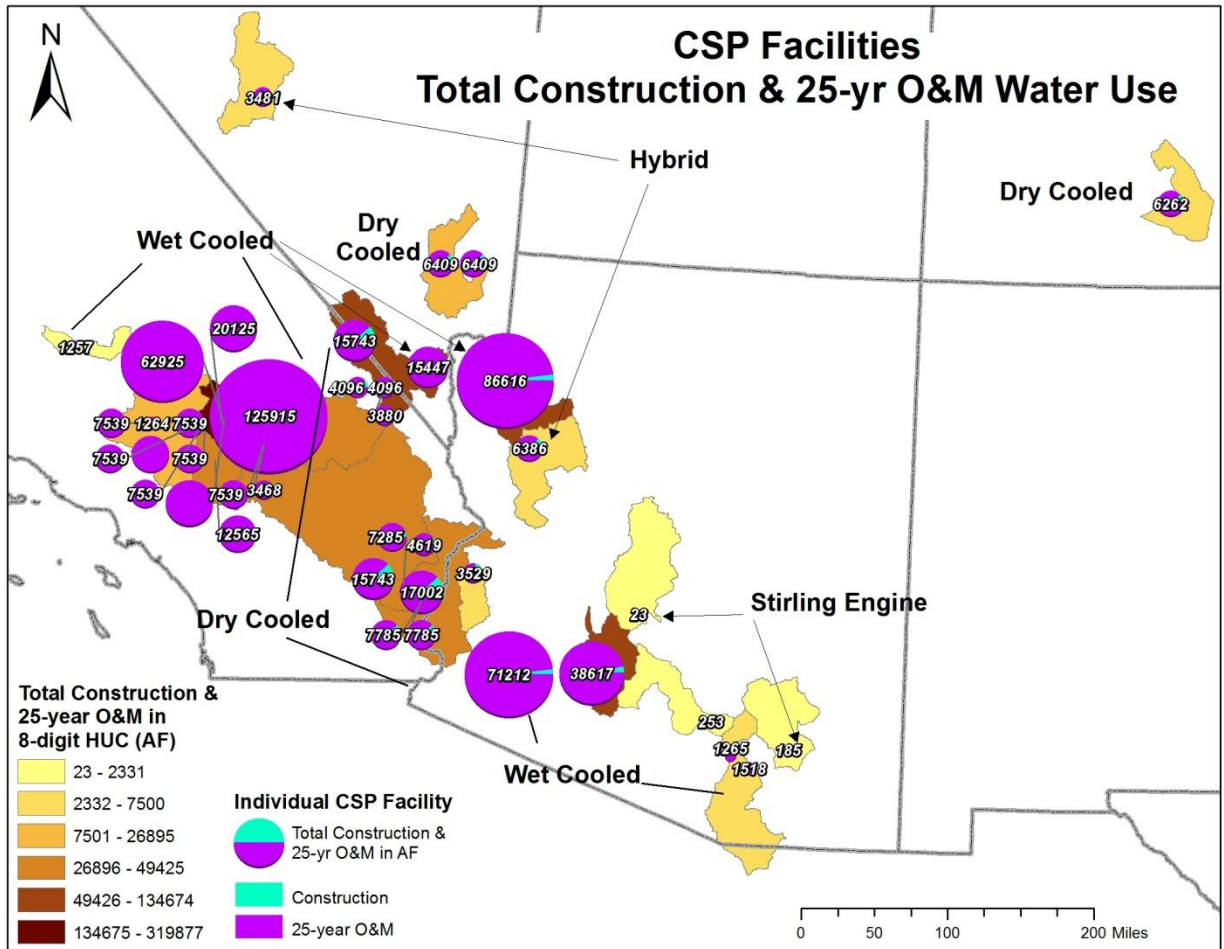 N
CSP Facilities
Total Construction & 25-yr O&M Water Use
3481
Hybrid
Dry Cooled
6262
Wet Cooled
Dry
Cooled
6409 6409
20125
1257
62925
15743
15447
86616
4096 4096
125915
3880
7539 1264 7539
6386
7539 7539
7539 7539 3468
12565
7285
4619
15743
17002
3529
Dry Cooled
7785 7785
23
Stirling Engine
71212
38617
253
1265
185
1518
Wet Cooled
Total Construction &
25-year O&M in
8-digit HUC (AF)
23 - 2331
2332 - 7500
7501 - 26895
26896 - 49425
49426 - 134674
134675 - 319877
Individual CSP Facility
Total Construction &
25-yr O&M in AF
Construction
25-year O&M
0 50 100 200 Miles